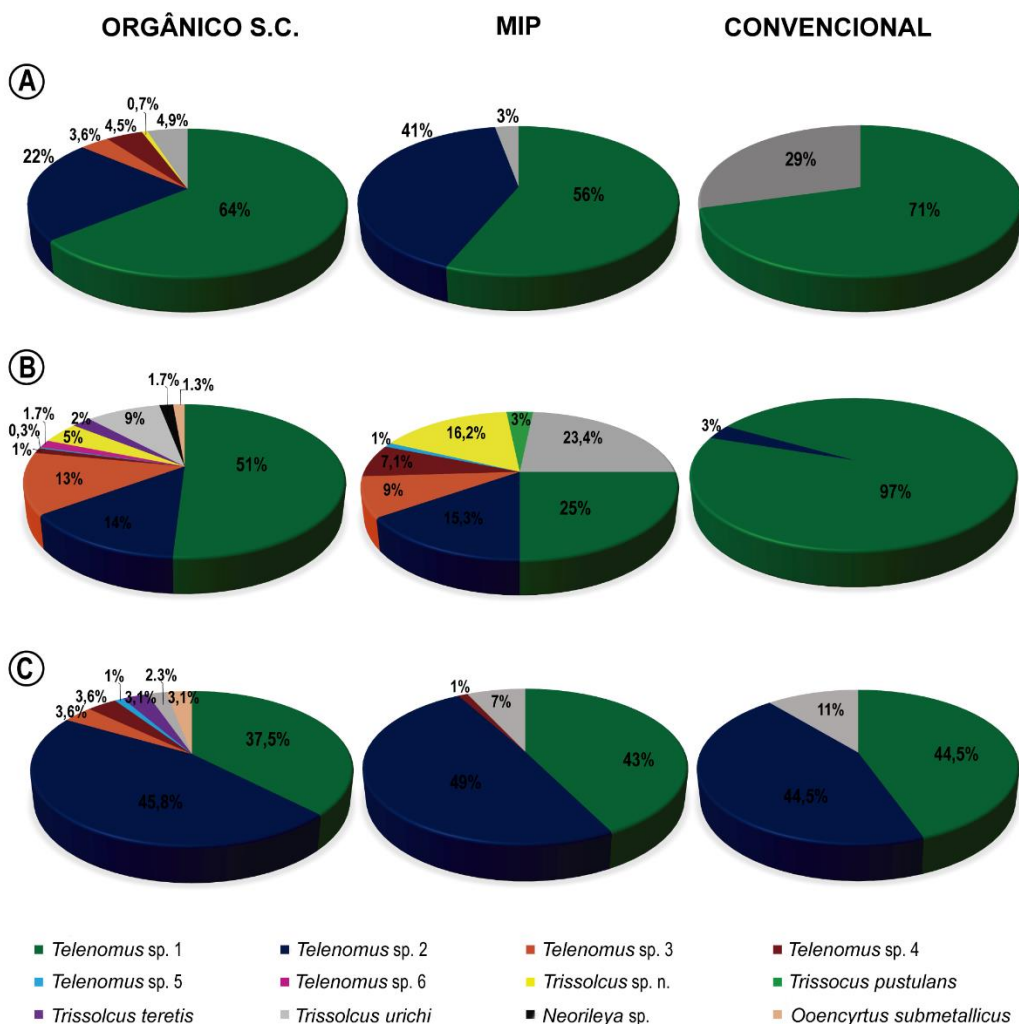 ORGÂNICO S.C. MIP CONVENCIONAL
A
0,7%
3,6% 4,5% 4,9%
22%
64%
41% 3%
56%
29%
71%
B
1.7%
1.7% 2% 9% 1.3%
0,3% 5%
1%
13% 51%
14%
1% 16,2% 3%
23,4%
7,1%
9% 25%
15,3%
3%
97%
C
1% 2.3%
3,6% 3,1% 3,1%
3,6%
37,5%
45,8%
1% 7%
43%
49%
11%
44,5%
44,5%
Telenomus sp. 1 Telenomus sp. 2 Telenomus sp. 3 Telenomus sp. 4
Telenomus sp. 5 Telenomus sp. 6 Trissolcus sp. n. Trissocus pustulans
Trissolcus teretis Trissolcus urichi Neorileya sp. Ooencyrtus submetallicus